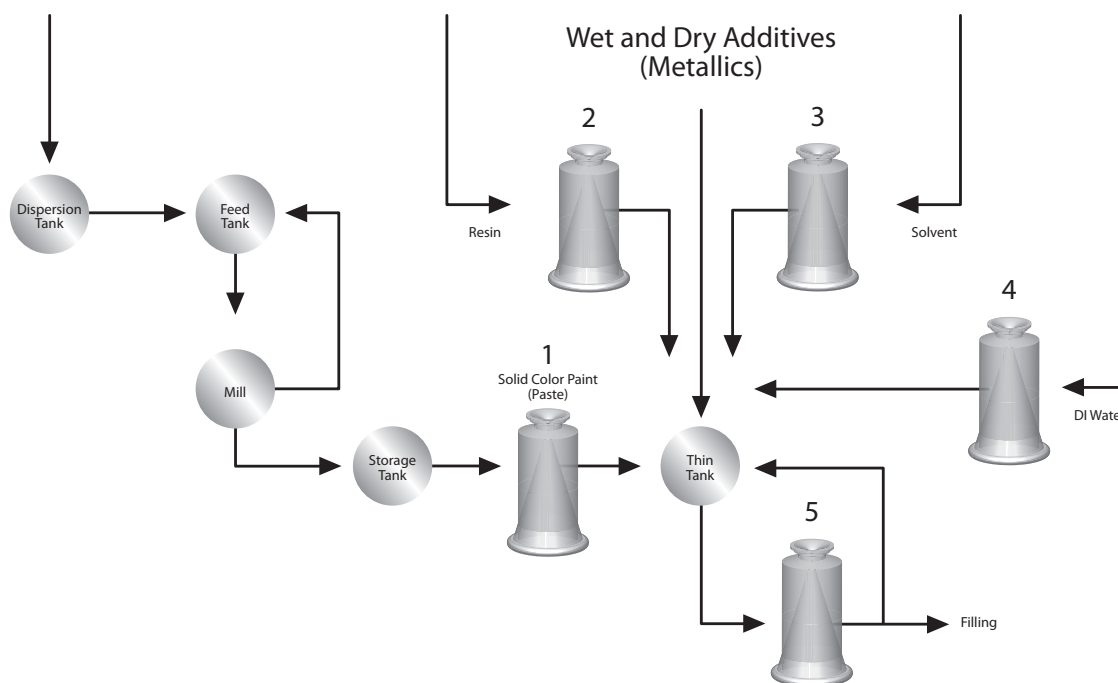 Wet and Dry Additives
(Metallics)
2
3
Dispersion
Tank
Feed
Tank
Resin
Solvent
4
1
Solid Color Paint
(Paste)
Mill
DI Water
Storage
Tank
Thin
Tank
5
Filling